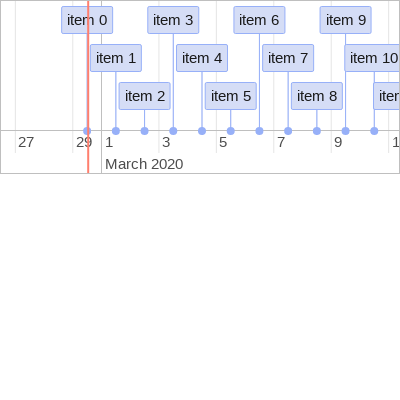 item 0 item 3 item 6 item 9
item 1 item 4 item 7 item 10
item 2 item 5 item 8
27 29 1 3 5 7 9
March 2020